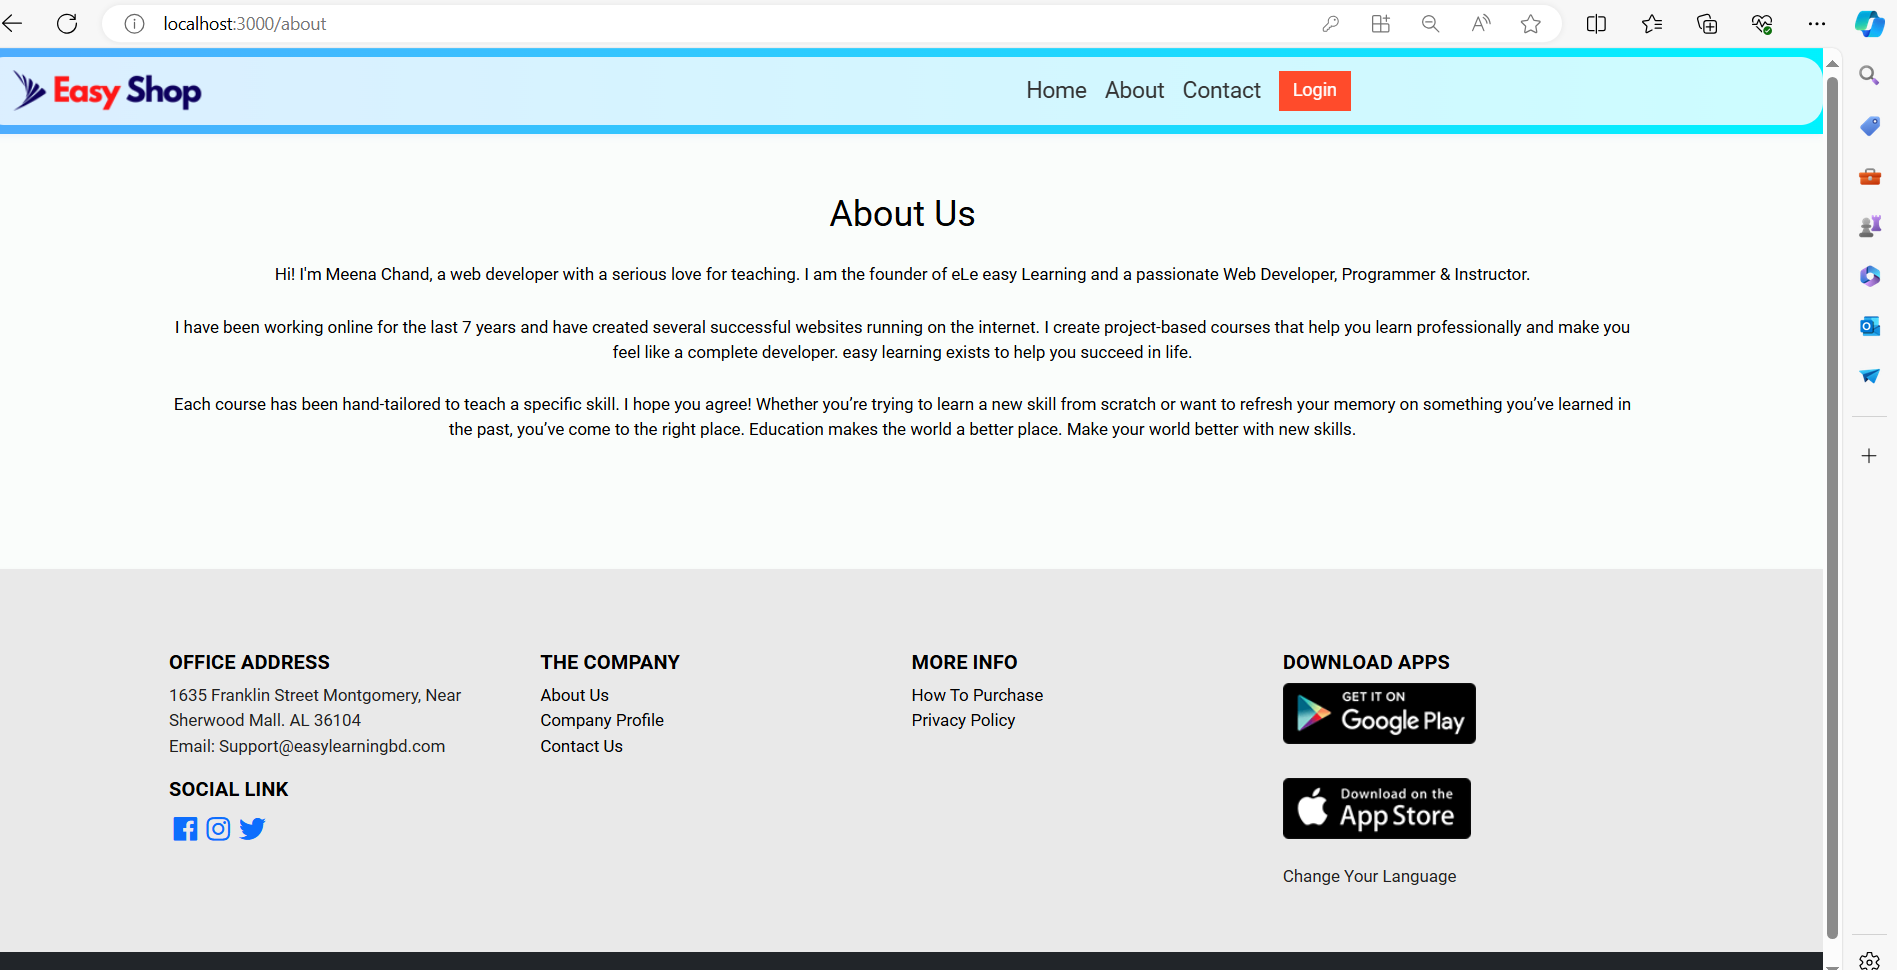 localhost:3000/about
Easy Shop
Home About Contact Login
About Us
Hi! I'm Meena Chand, a web developer with a serious love for teaching. I am the founder of eLe easy Learning and a passionate Web Developer, Programmer & Instructor.
I have been working online for the last 7 years and have created several successful websites running on the internet. I create project-based courses that help you learn professionally and make you
feel like a complete developer. easy learning exists to help you succeed in life.
Each course has been hand-tailored to teach a specific skill. I hope you agree! Whether you’re trying to learn a new skill from scratch or want to refresh your memory on something you’ve learned in
the past, you’ve come to the right place. Education makes the world a better place. Make your world better with new skills.
OFFICE ADDRESS
1635 Franklin Street Montgomery, Near
Sherwood Mall. AL 36104
Email: Support@easylearningbd.com
SOCIAL LINK
THE COMPANY
About Us
Company Profile
Contact Us
MORE INFO
How To Purchase
Privacy Policy
DOWNLOAD APPS
GET IT ON
Google Play
Download on the
App Store
Change Your Language